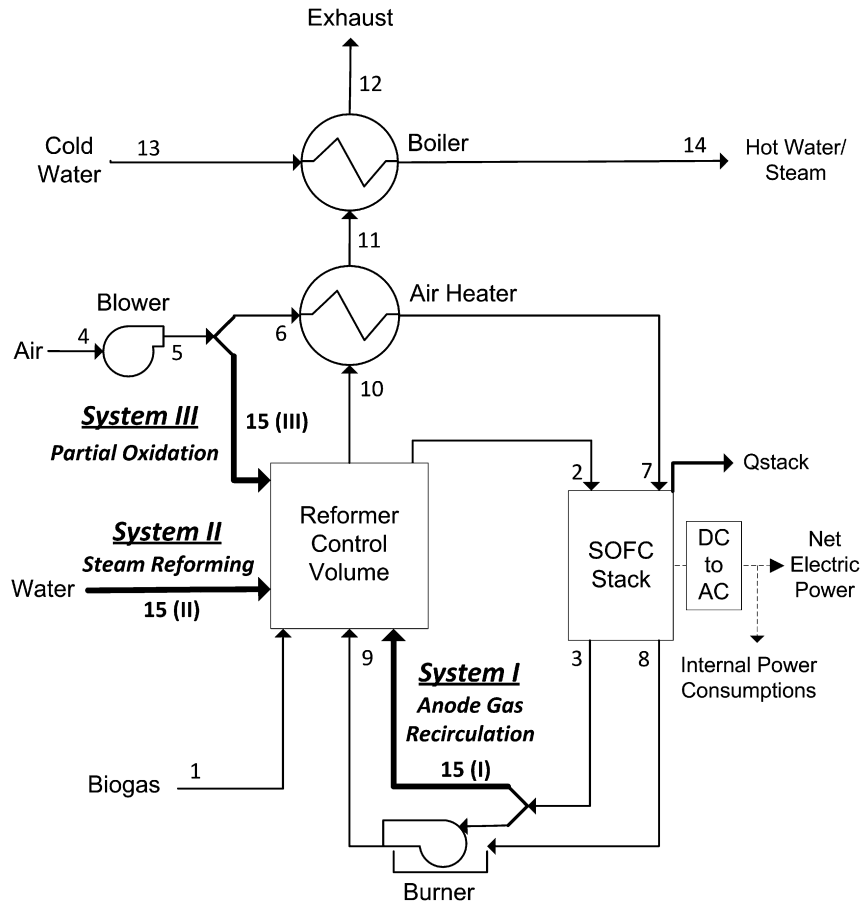 Exhaust
12
Cold
Water
13
Boiler
14
Hot Water/
Steam
11
Blower
Air Heater
Air
4
5
6
10
System III
Partial Oxidation
15 (III)
2
7
Qstack
Reformer
Control
Volume
SOFC
Stack
DC
to
AC
Net
Electric
Power
System II
Steam Reforming
Water
15 (II)
9
3
8
Internal Power
Consumptions
System I
Anode Gas
Recirculation
15 (I)
Biogas
1
Burner